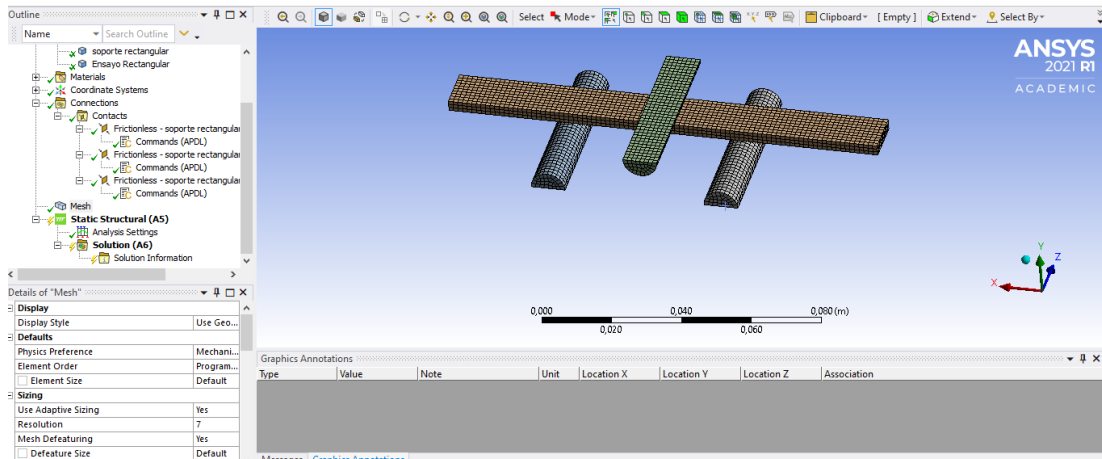 Outline
Select Mode Clipboard [ Empty ] Extend Select By
Name Search Outline
soporte rectangular
Ensayo Rectangular
Materials
Coordinate Systems
Connections
Contacts
Frictionless - soporte rectangular
Commands (APDL)
Frictionless - soporte rectangular
Commands (APDL)
Frictionless - soporte rectangular
Commands (APDL)
Mesh
Static Structural (A5)
Analysis Settings
Solution (A6)
Solution Information
ANSYS
2021 R1
ACADEMIC
Y
Z
X
0,000 0,040 0,080 (m)
0,020 0,060
Details of "Mesh"
Display
Display Style Use Geo...
Defaults
Physics Preference Mechani...
Element Order Program...
Element Size Default
Sizing
Use Adaptive Sizing Yes
Resolution 7
Mesh Defeaturing Yes
Defeature Size Default
Graphics Annotations
Type Value Note Unit Location X Location Y Location Z Association
Messages Graphics Annotations